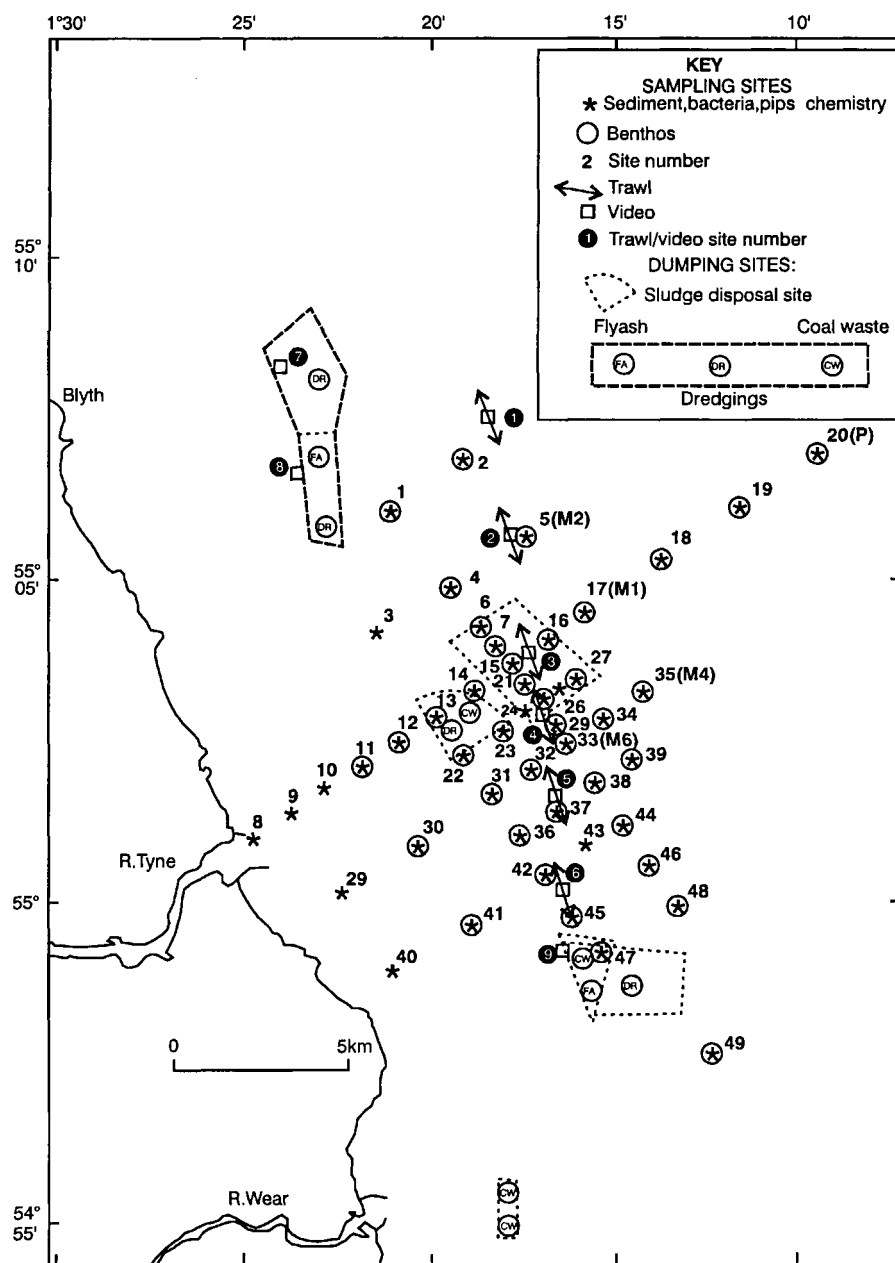 1°30'
25'
20'
15'
10'
KEY
SAMPLING SITES
Sediment,bacteria,pips chemistry
Benthos
2 Site number
Trawl
Video
1 Trawl/video site number
DUMPING SITES:
Sludge disposal site
Flyash
Coal waste
FA
DR
CW
Dredgings
55°
10'
7
DR
Blyth
1
20(P)
2
8
FA
19
1
DR
2
5(M2)
18
55°
05'
4
17(M1)
6
16
3
7
3
27
15
35(M4)
14
21
13
CW
24
26
34
12
DR
4
29
33(M6)
11
23
32
39
22
10
31
5
38
9
37
44
8
30
36
43
R.Tyne
46
42
6
29
48
55°
00'
41
45
9
CW
47
40
FA
DR
0
5km
49
CW
R.Wear
54°
55'
CW